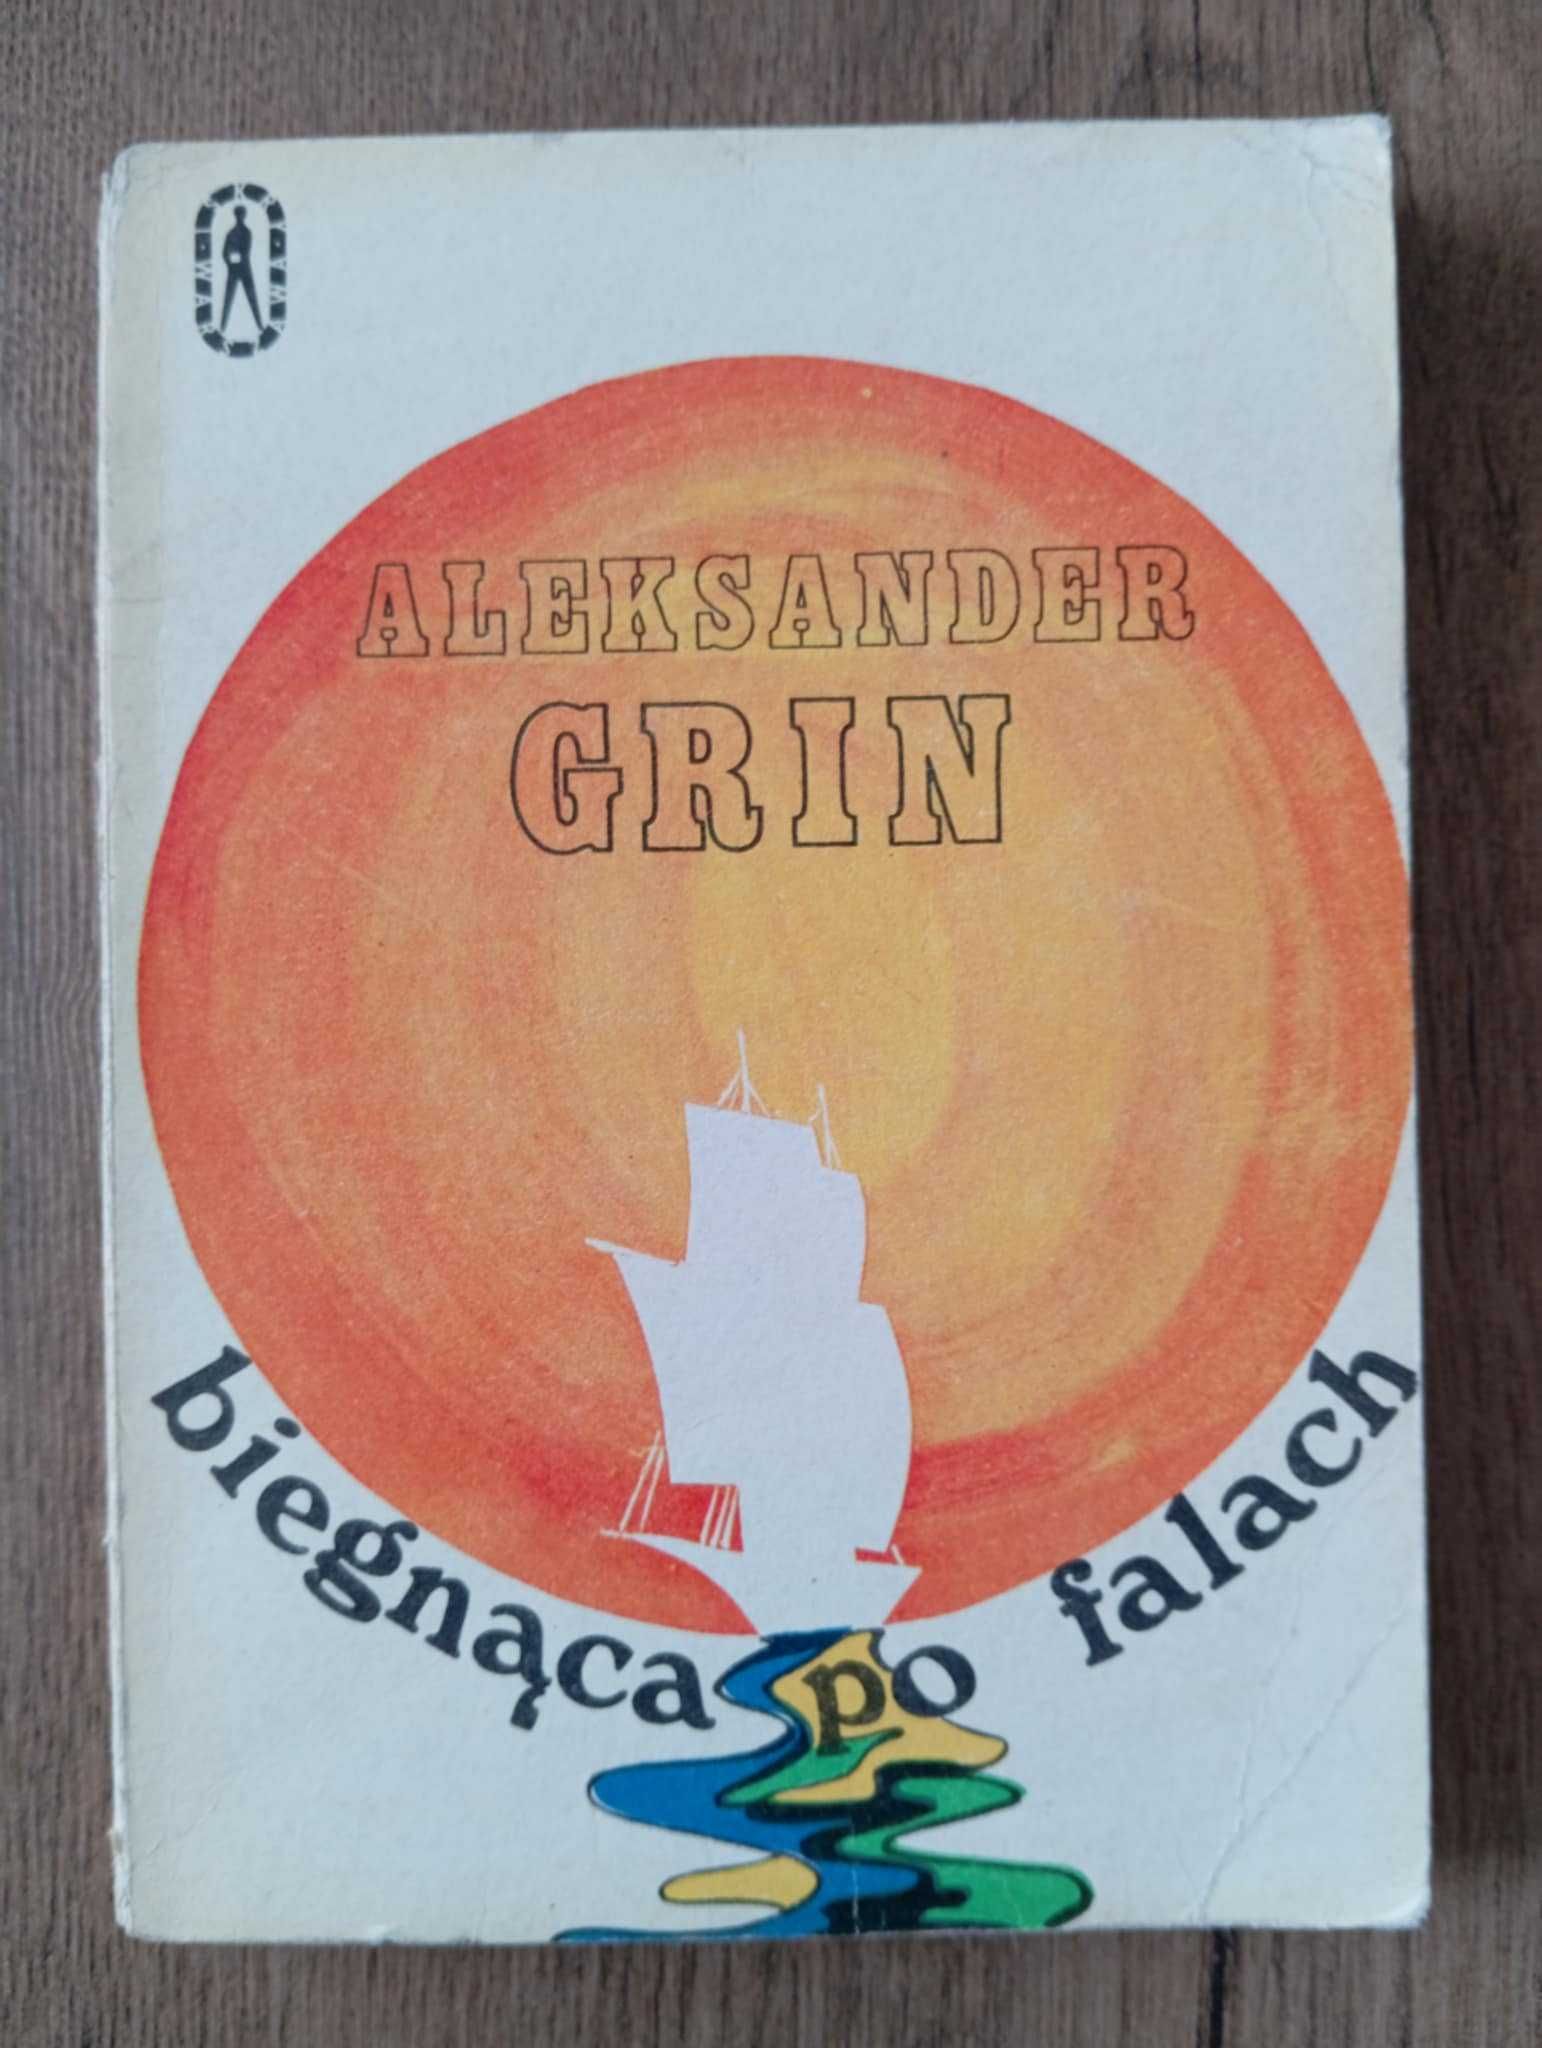 ALEKSANDER
GRIN
biegnąca po falach